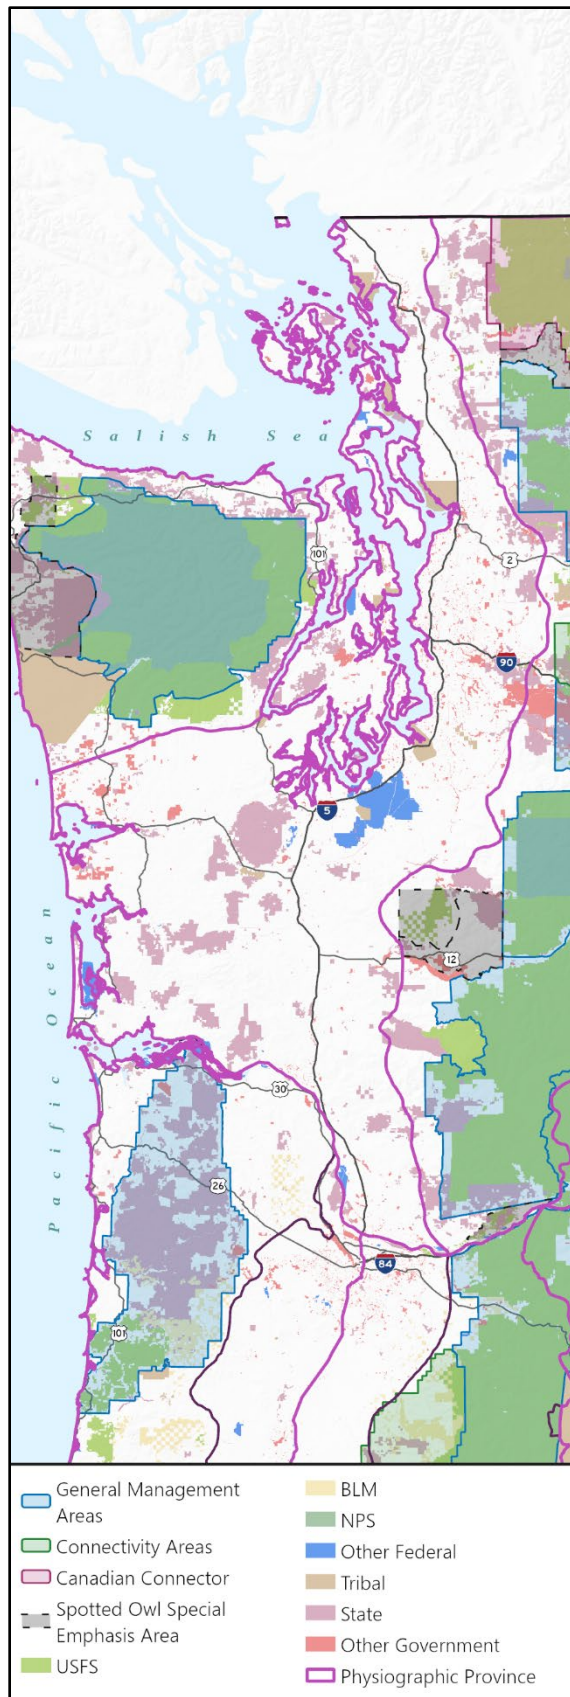 Salish Sea
101
2
90
5
12
Pacific Ocean
30
26
84
101
General Management
Areas
Connectivity Areas
Canadian Connector
Spotted Owl Special
Emphasis Area
USFS
BLM
NPS
Other Federal
Tribal
State
Other Government
Physiographic Province